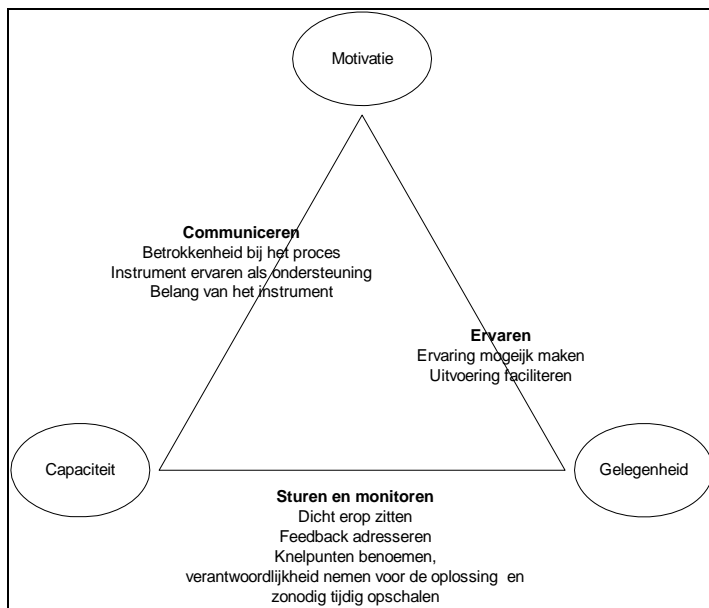 Motivatie
Communiceren
Betrokkenheid bij het proces
Instrument ervaren als ondersteuning
Belang van het instrument
Ervaren
Ervaring mogeijk maken
Uitvoering faciliteren
Capaciteit
Gelegenheid
Sturen en monitoren
Dicht erop zitten
Feedback adresseren
Knelpunten benoemen,
verantwoordelijkheid nemen voor de oplossing en
zonodig tijdig opschalen